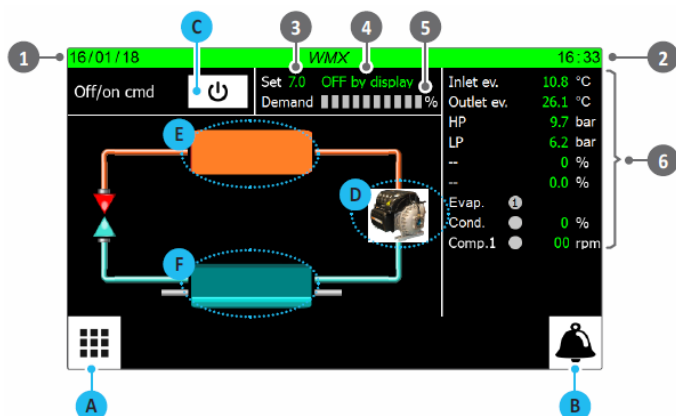 C
3
4
5
1
16/01/18 WMX 16:33
2
Off/on cmd
Set 7.0 OFF by display
Demand %
Inlet ev. 10.8 °C
Outlet ev. 26.1 °C
HP 9.7 bar
LP 6.2 bar
-- 0 %
-- 0.0 %
Evap. 1
Cond. 0 %
Comp.1 00 rpm
6
E
D
F
A
B